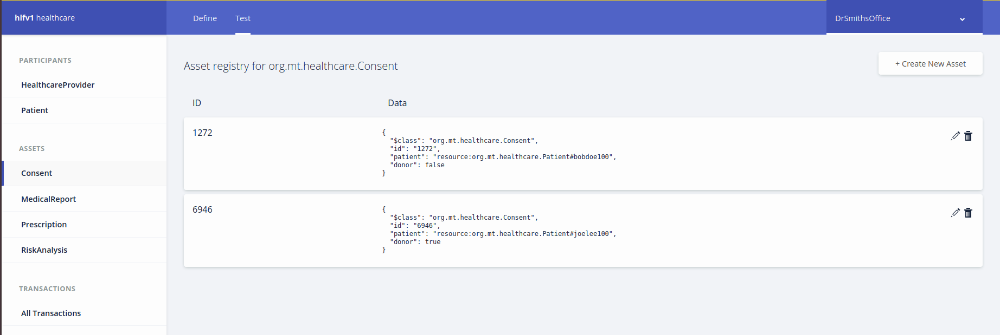 hlfv1 healthcare
Define
Test
DrSmithsOffice
PARTICIPANTS
HealthcareProvider
Patient
ASSETS
Consent
MedicalReport
Prescription
RiskAnalysis
TRANSACTIONS
All Transactions
Asset registry for org.mt.healthcare.Consent
+ Create New Asset
ID
Data
1272
{
"$class": "org.mt.healthcare.Consent",
"id": "1272",
"patient": "resource:org.mt.healthcare.Patient#bobdoe100",
"donor": false
}
6946
{
"$class": "org.mt.healthcare.Consent",
"id": "6946",
"patient": "resource:org.mt.healthcare.Patient#joelee100",
"donor": true
}